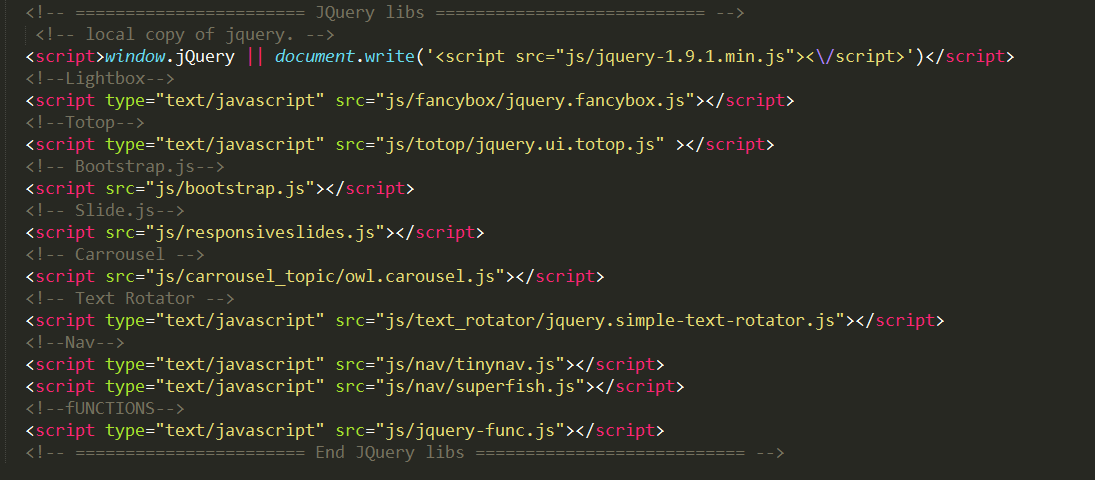 <!-- ======================= JQuery libs =========================== -->
<!-- local copy of jquery. -->
<script>window.jQuery || document.write('<script src="js/jquery-1.9.1.min.js"><\/script>')</script>
<!--Lightbox-->
<script type="text/javascript" src="js/fancybox/jquery.fancybox.js"></script>
<!--Totop-->
<script type="text/javascript" src="js/totop/jquery.ui.totop.js" ></script>
<!-- Bootstrap.js-->
<script src="js/bootstrap.js"></script>
<!-- Slide.js-->
<script src="js/responsiveslides.js"></script>
<!-- Carrousel -->
<script src="js/carrousel_topic/owl.carousel.js"></script>
<!-- Text Rotator -->
<script type="text/javascript" src="js/text_rotator/jquery.simple-text-rotator.js"></script>
<!--Nav-->
<script type="text/javascript" src="js/nav/tinynav.js"></script>
<script type="text/javascript" src="js/nav/superfish.js"></script>
<!--fUNCTIONS-->
<script type="text/javascript" src="js/jquery-func.js"></script>
<!-- ======================= End JQuery libs =========================== -->